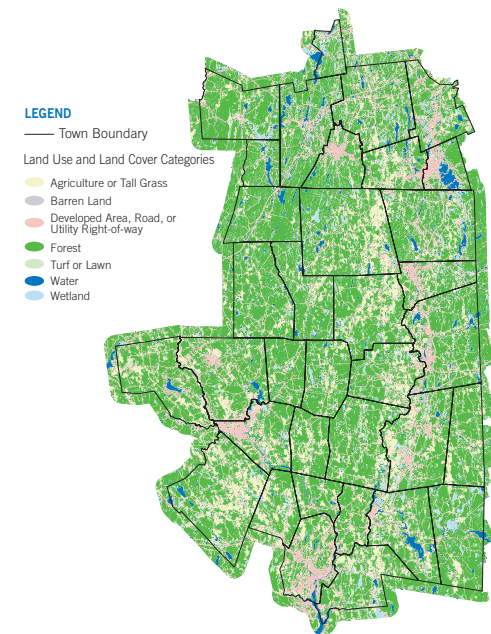 LEGEND
Town Boundary
Land Use and Land Cover Categories
Agriculture or Tall Grass
Barren Land
Developed Area, Road, or
Utility Right-of-way
Forest
Turf or Lawn
Water
Wetland